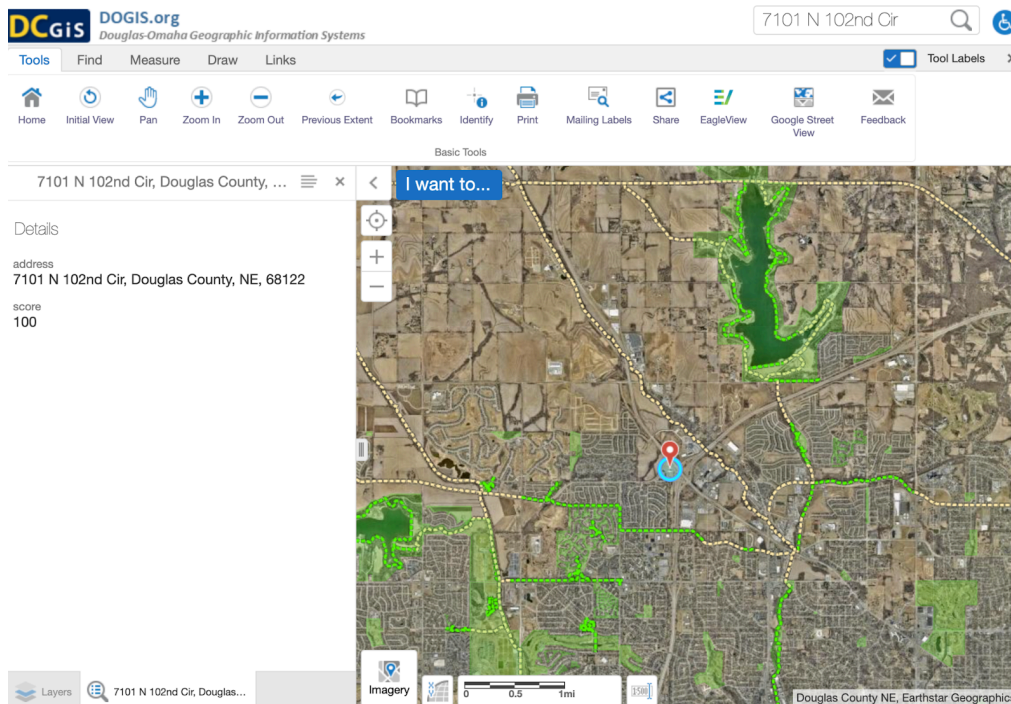 DCGIS
DOGIS.org
Douglas-Omaha Geographic Information Systems
7101 N 102nd Cir
Tools Find Measure Draw Links
Tool Labels
Home Initial View Pan Zoom In Zoom Out Previous Extent Bookmarks Identify Print Mailing Labels Share EagleView Google Street View Feedback
Basic Tools
7101 N 102nd Cir, Douglas County, ...
I want to...
Details
address
7101 N 102nd Cir, Douglas County, NE, 68122
score
100
Layers
7101 N 102nd Cir, Douglas...
Imagery
0 0.5 1mi
Douglas County NE, Earthstar Geographics